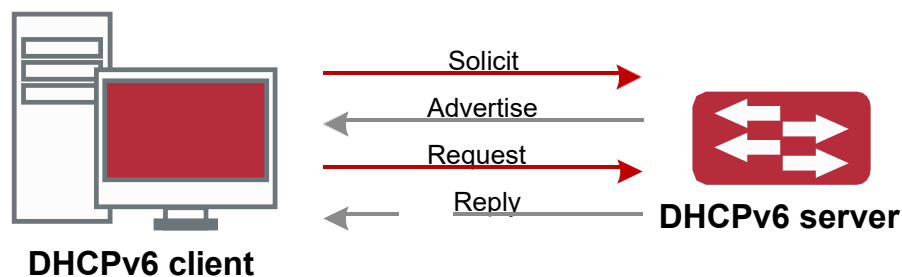 Solicit
Advertise
Request
Reply
DHCPv6 server
DHCPv6 client